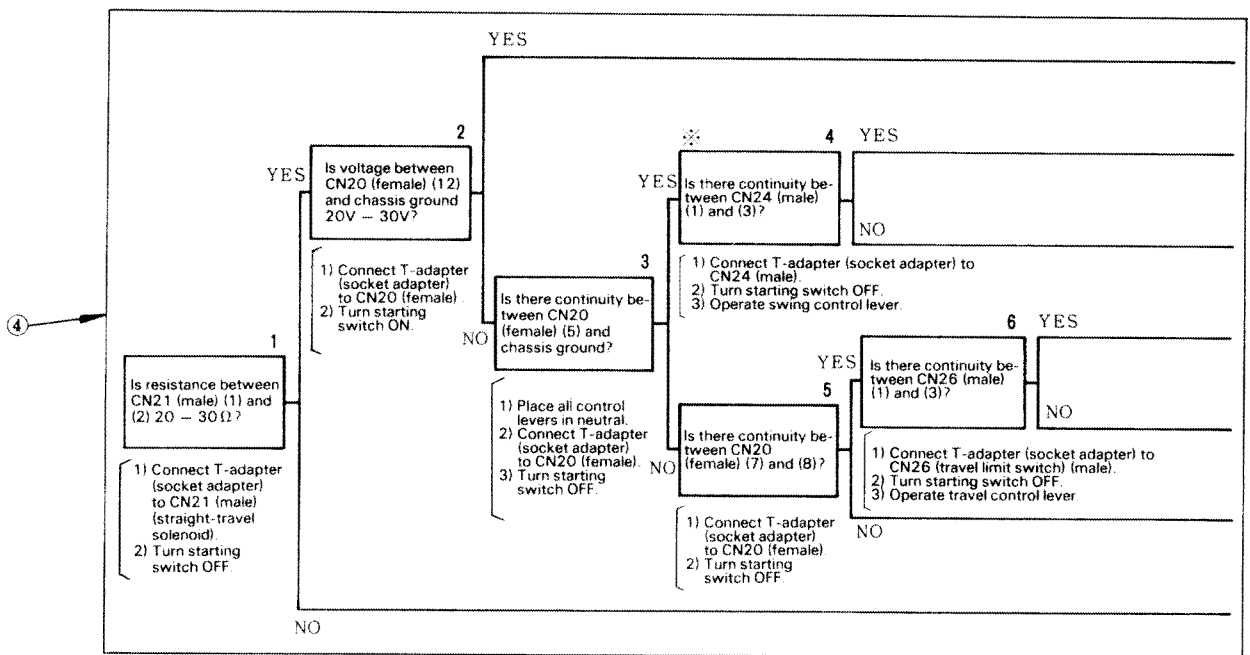 ④
1
Is resistance between
CN21 (male) (1) and
(2) 20 – 30Ω?
1) Connect T-adapter
(socket adapter)
to CN21 (male)
(straight-travel
solenoid).
2) Turn starting
switch OFF.
YES
NO
2
Is voltage between
CN20 (female) (12)
and chassis ground
20V – 30V?
1) Connect T-adapter
(socket adapter)
to CN20 (female).
2) Turn starting
switch ON.
YES
NO
3
Is there continuity be-
tween CN20
(female) (5) and
chassis ground?
1) Place all control
levers in neutral.
2) Connect T-adapter
(socket adapter)
to CN20 (female).
3) Turn starting
switch OFF.
YES
NO
※
4
Is there continuity be-
tween CN24 (male)
(1) and (3)?
1) Connect T-adapter (socket adapter) to
CN24 (male).
2) Turn starting switch OFF.
3) Operate swing control lever.
YES
NO
5
Is there continuity be-
tween CN20
(female) (7) and (8)?
1) Connect T-adapter
(socket adapter)
to CN20 (female).
2) Turn starting
switch OFF.
YES
NO
6
Is there continuity be-
tween CN26 (male)
(1) and (3)?
1) Connect T-adapter (socket adapter) to
CN26 (travel limit switch) (male).
2) Turn starting switch OFF.
3) Operate travel control lever.
YES
NO